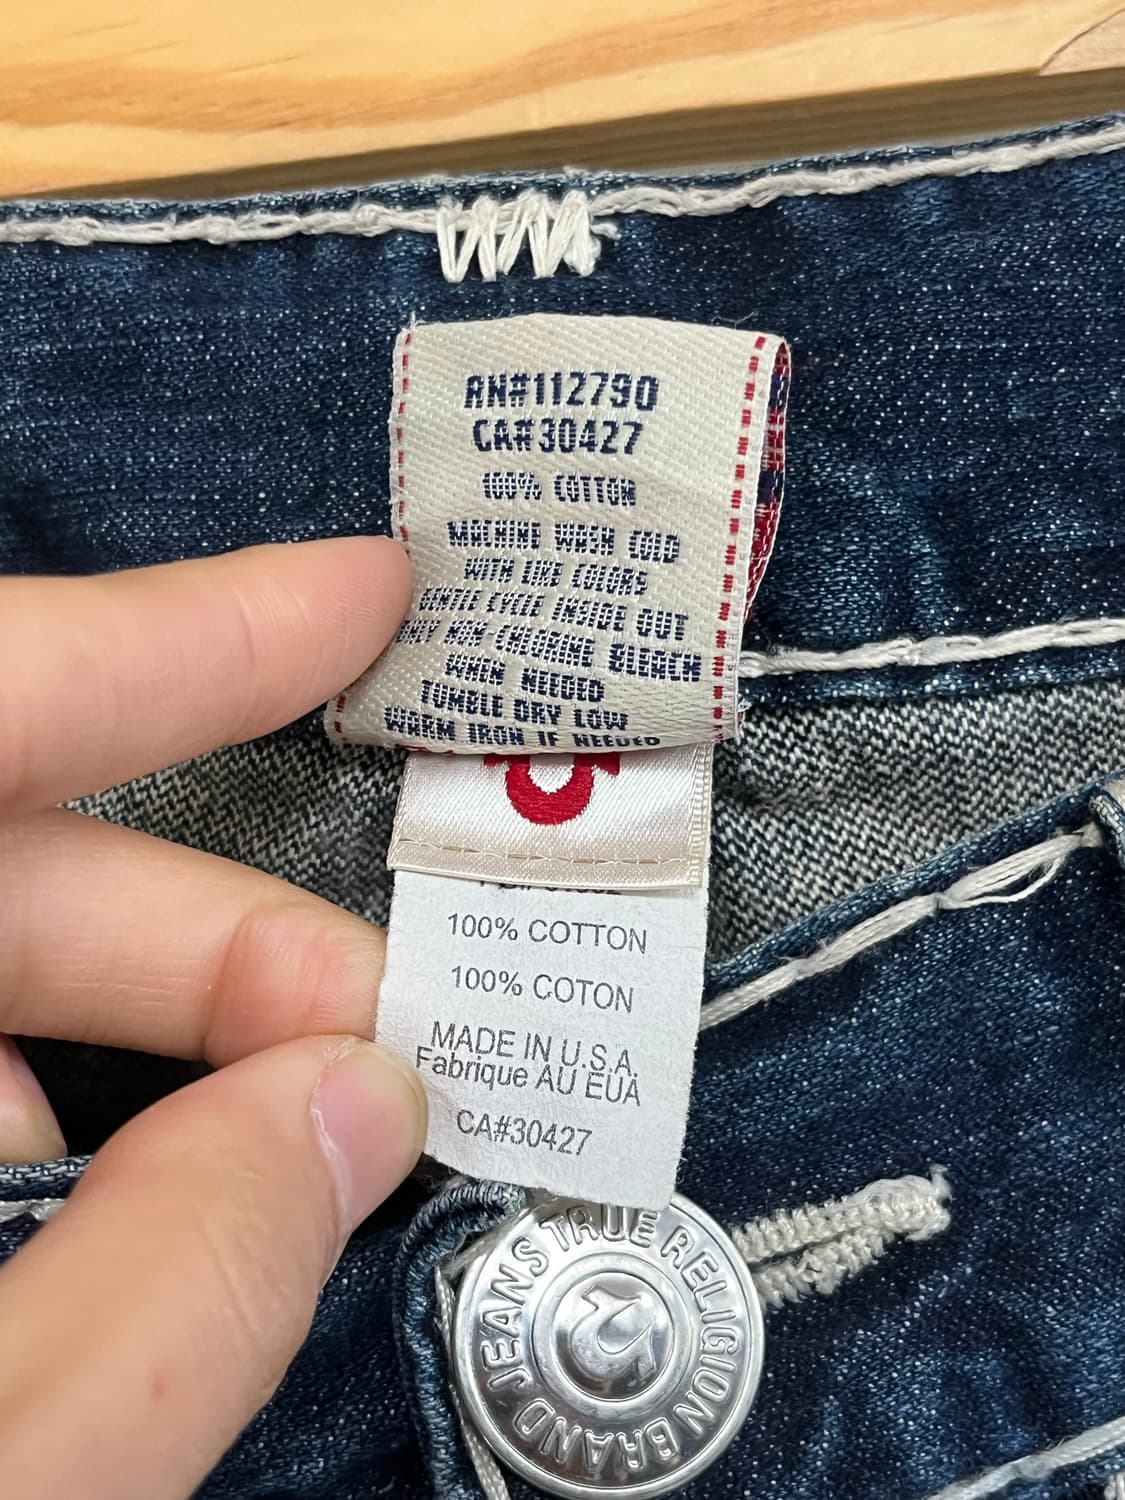 RN#112790
CA#30427
100% COTTON
MACHINE WASH COLD
WITH LIKE COLORS
GENTLE CYCLE INSIDE OUT
ONLY NON-CHLORINE BLEACH
WHEN NEEDED
TUMBLE DRY LOW
WARM IRON IF NEEDED
100% COTTON
100% COTON
MADE IN U.S.A.
Fabrique AU EUA
CA#30427
TRUE RELIGION BRAND JEANS